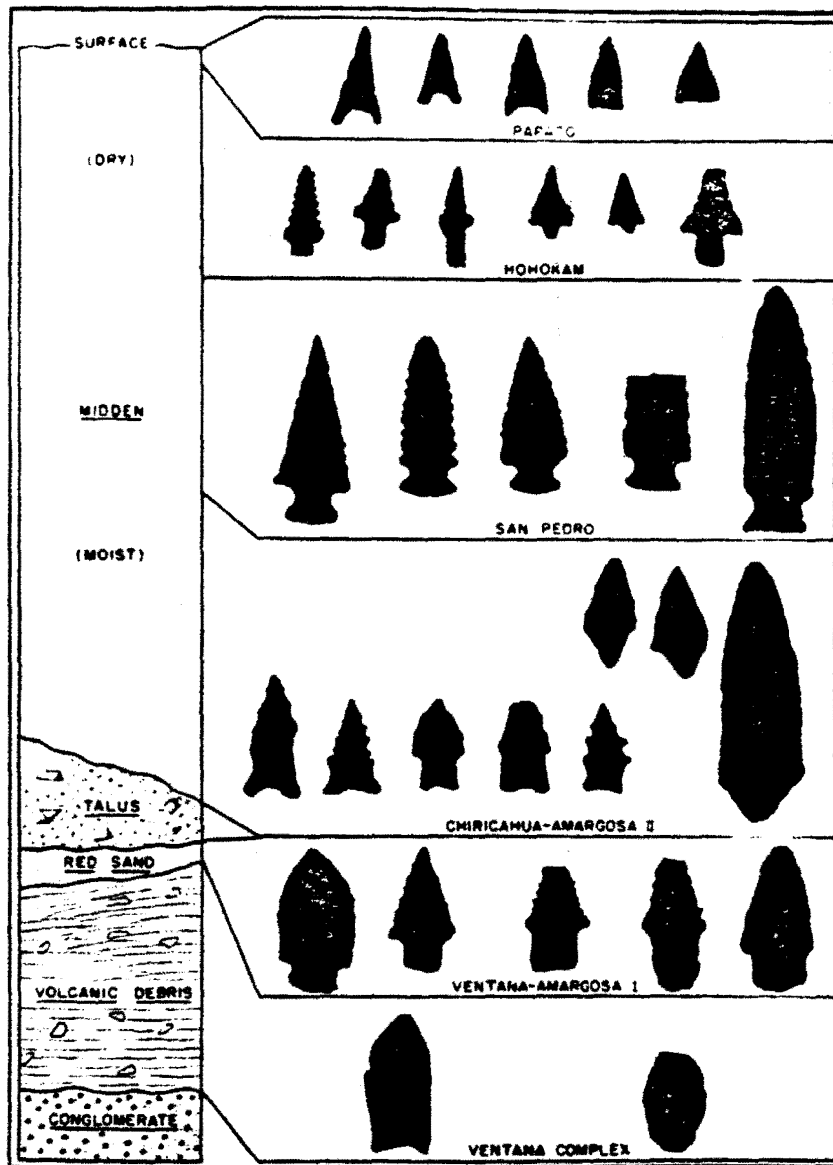 SURFACE
(DRY)
HOHOKAM
MIDDEN
SAN PEDRO
(MOIST)
TALUS
CHIRICAHUA-AMARGOSA II
RED SAND
VOLCANIC DEBRIS
VENTANA-AMARGOSA I
CONGLOMERATE
VENTANA COMPLEX